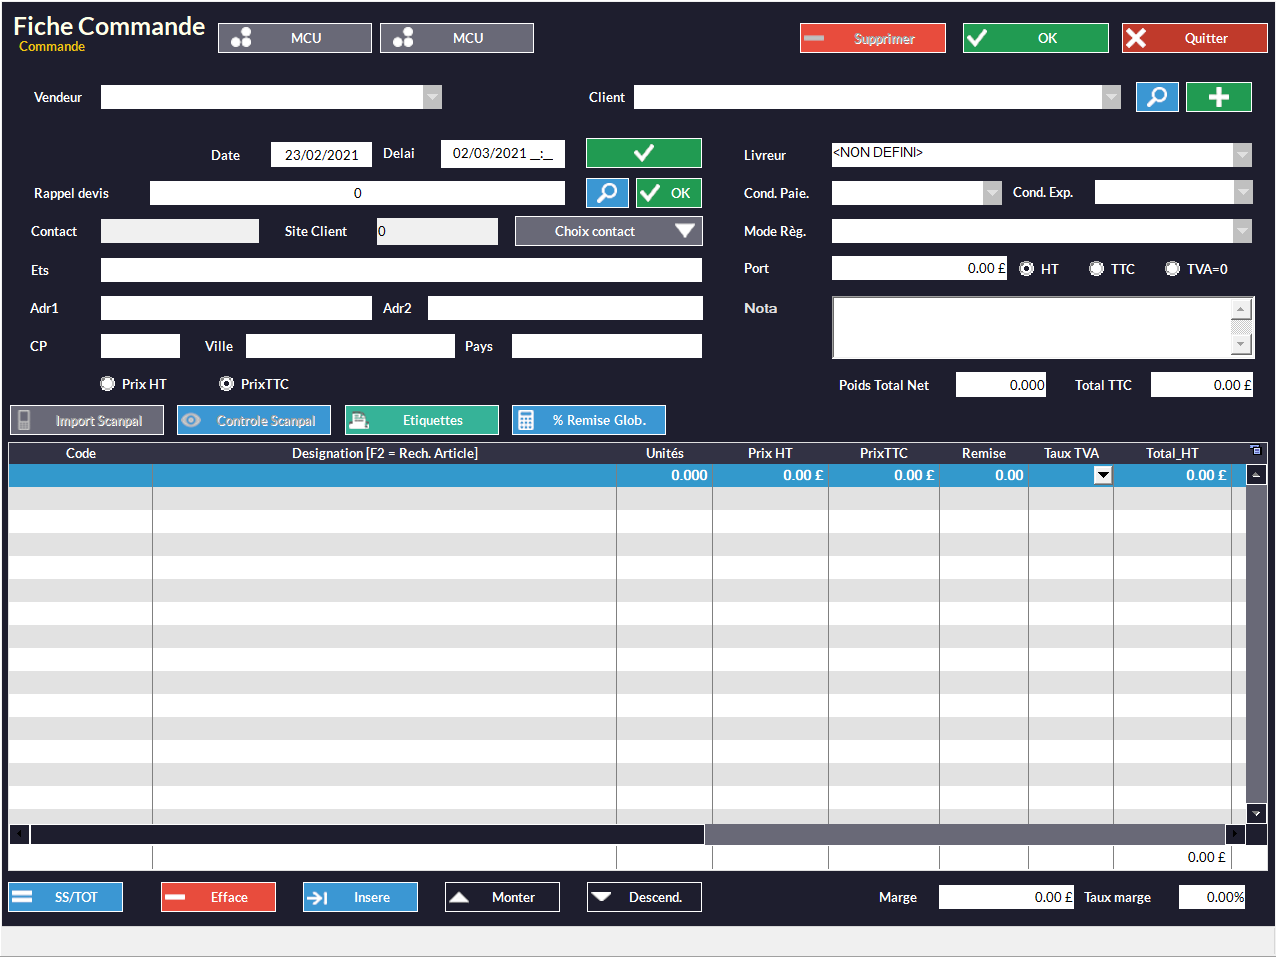 Fiche Commande
Commande
MCU
MCU
Supprimer
OK
Quitter
Vendeur
Client
Date
23/02/2021
Delai
02/03/2021 __:__
Livreur
<NON DEFINI>
Rappel devis
0
OK
Cond. Paie.
Cond. Exp.
Contact
Site Client
0
Choix contact
Mode Règ.
Ets
Port
0.00 £
HT
TTC
TVA=0
Adr1
Adr2
Nota
CP
Ville
Pays
Prix HT
PrixTTC
Poids Total Net
0.000
Total TTC
0.00 £
Import Scanpal
Controle Scanpal
Etiquettes
% Remise Glob.
Code
Designation [F2 = Rech. Article]
Unités
Prix HT
PrixTTC
Remise
Taux TVA
Total_HT
0.000
0.00 £
0.00 £
0.00
0.00 £
0.00 £
SS/TOT
Efface
Insere
Monter
Descend.
Marge
0.00 £
Taux marge
0.00%